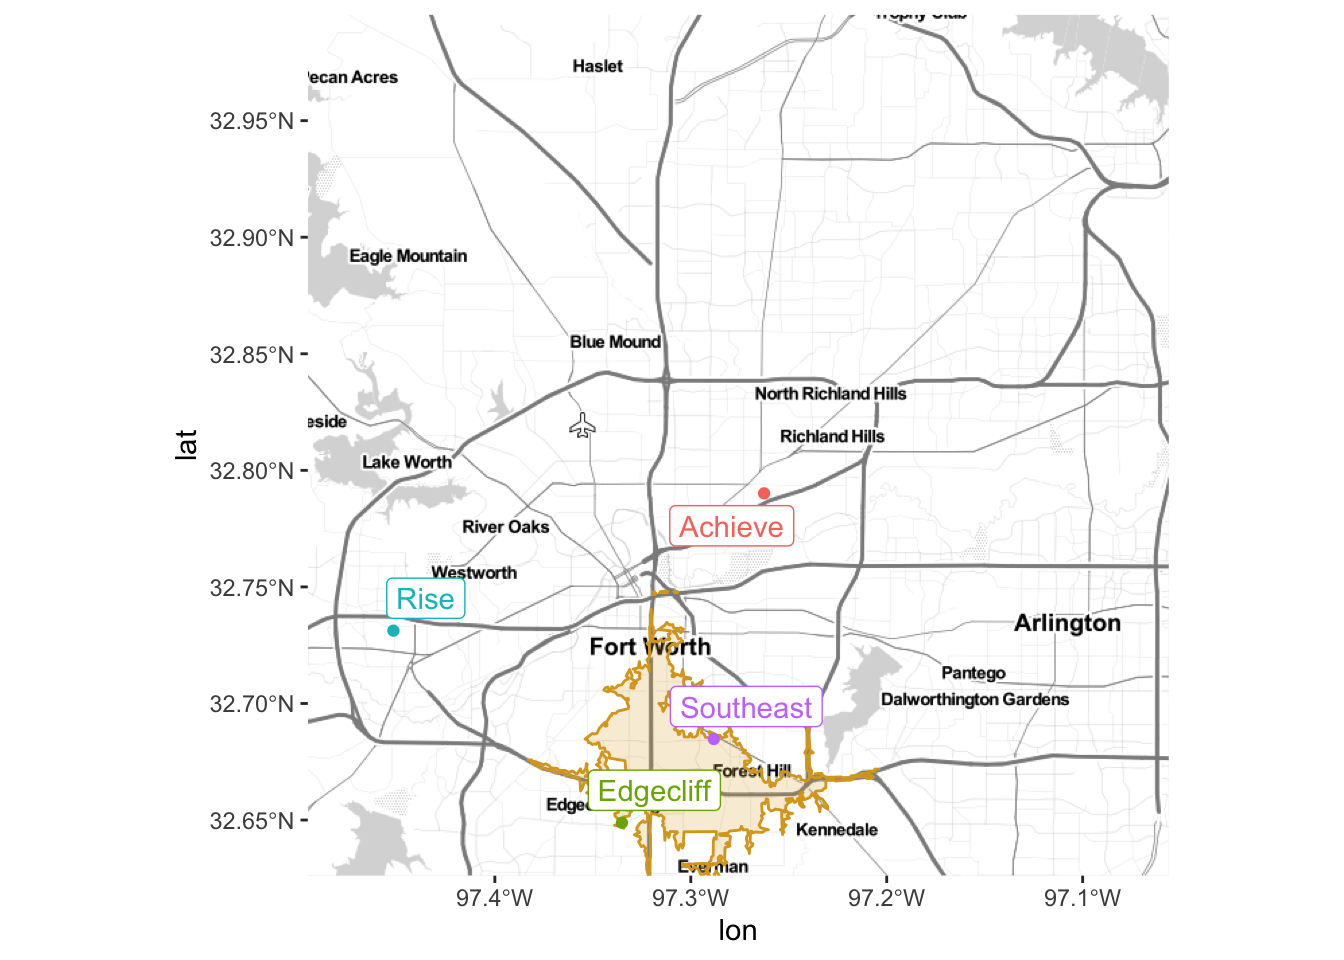 Trophy Club
Haslet
Pecan Acres
32.95°N
32.90°N
Eagle Mountain
32.85°N
Blue Mound
North Richland Hills
eside
Richland Hills
32.80°N
Lake Worth
lat
River Oaks
Achieve
32.75°N
Westworth
Rise
Arlington
Fort Worth
Pantego
32.70°N
Dalworthington Gardens
Southeast
Forest Hill
Edgecliff
Edgec
32.65°N
Kennedale
Everman
97.4°W 97.3°W 97.2°W 97.1°W
lon